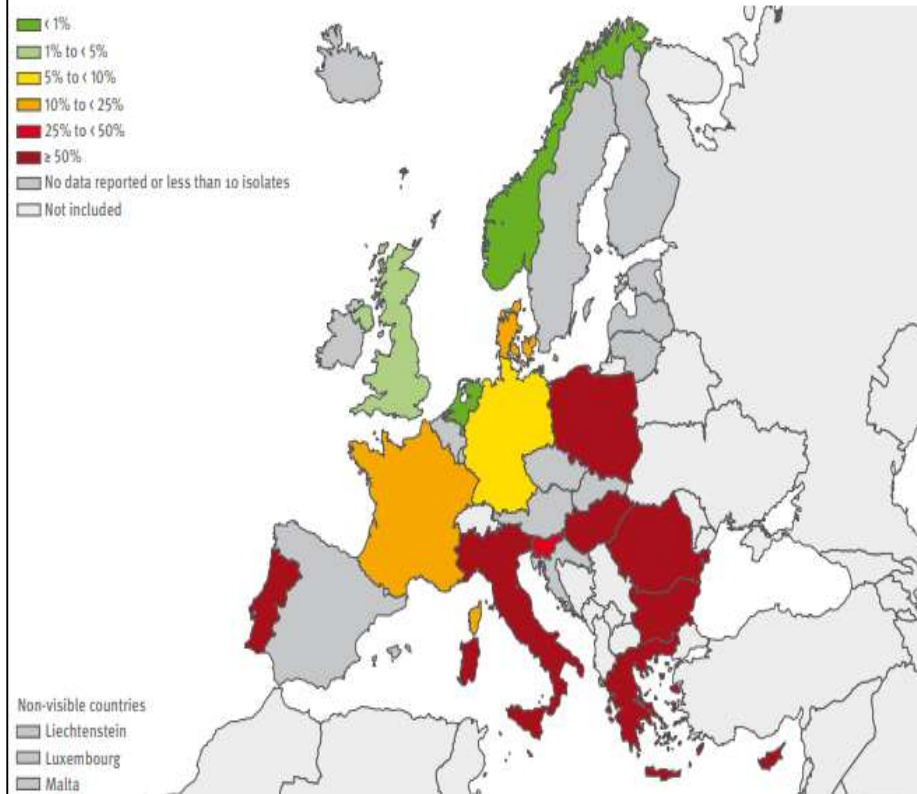 < 1%
1% to < 5%
5% to < 10%
10% to < 25%
25% to < 50%
≥ 50%
No data reported or less than 10 isolates
Not included
Non-visible countries
Liechtenstein
Luxembourg
Malta